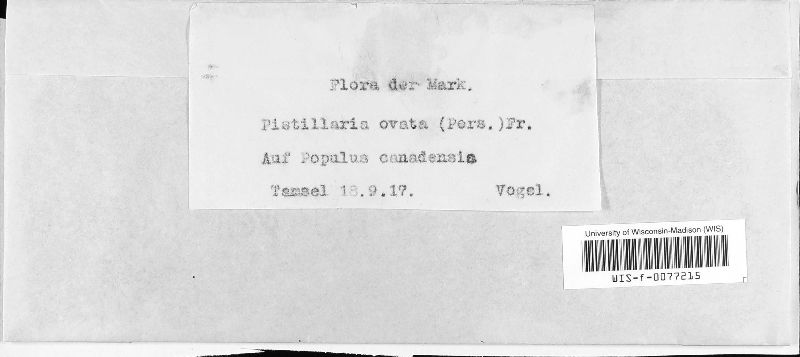 Flora der Mark.
Pistillaria ovata (Pers.)Fr.
Auf Populus canadensis
Tamsel 18.9.17. Vogel.
University of Wisconsin-Madison (WIS)
WIS-f-0077215